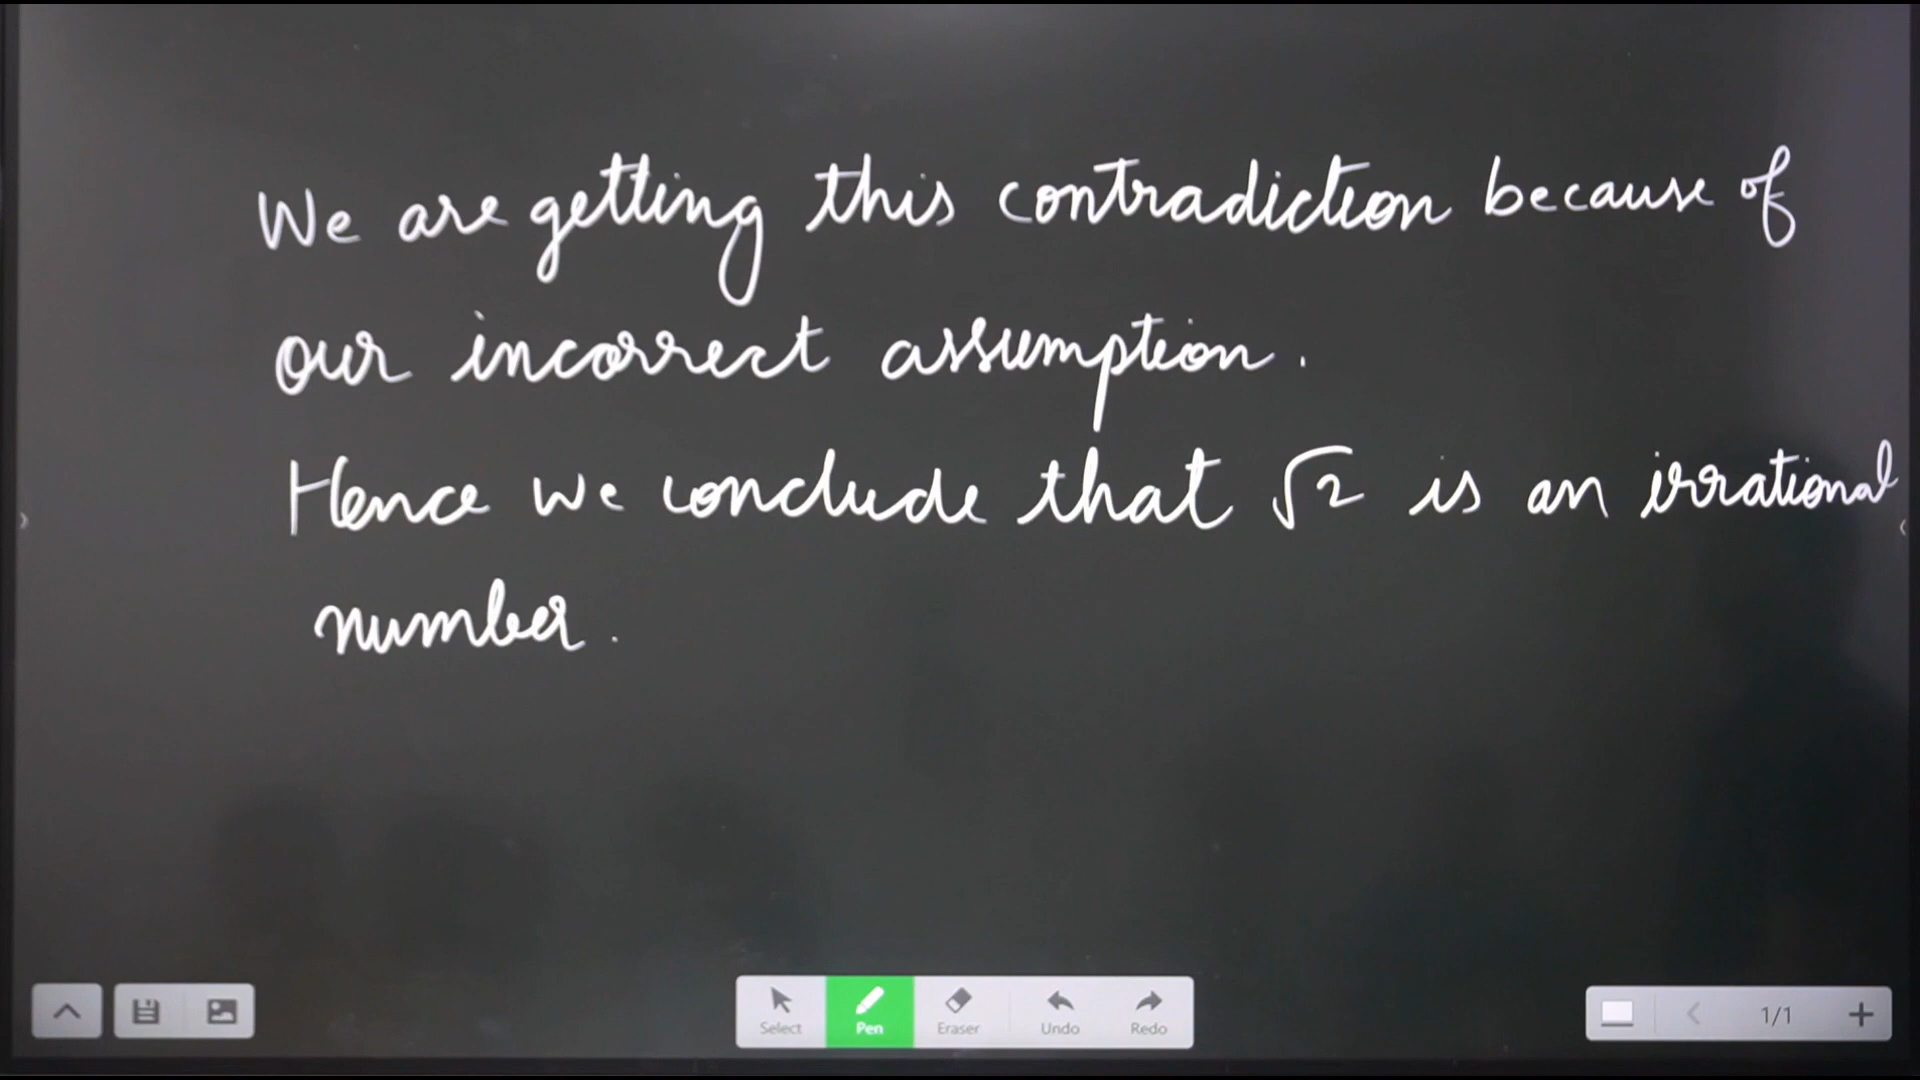 We are getting this contradiction because of
our incorrect assumption.
Hence we conclude that √2 is an irrational
number.
Select Pen Eraser Undo Redo
1/1